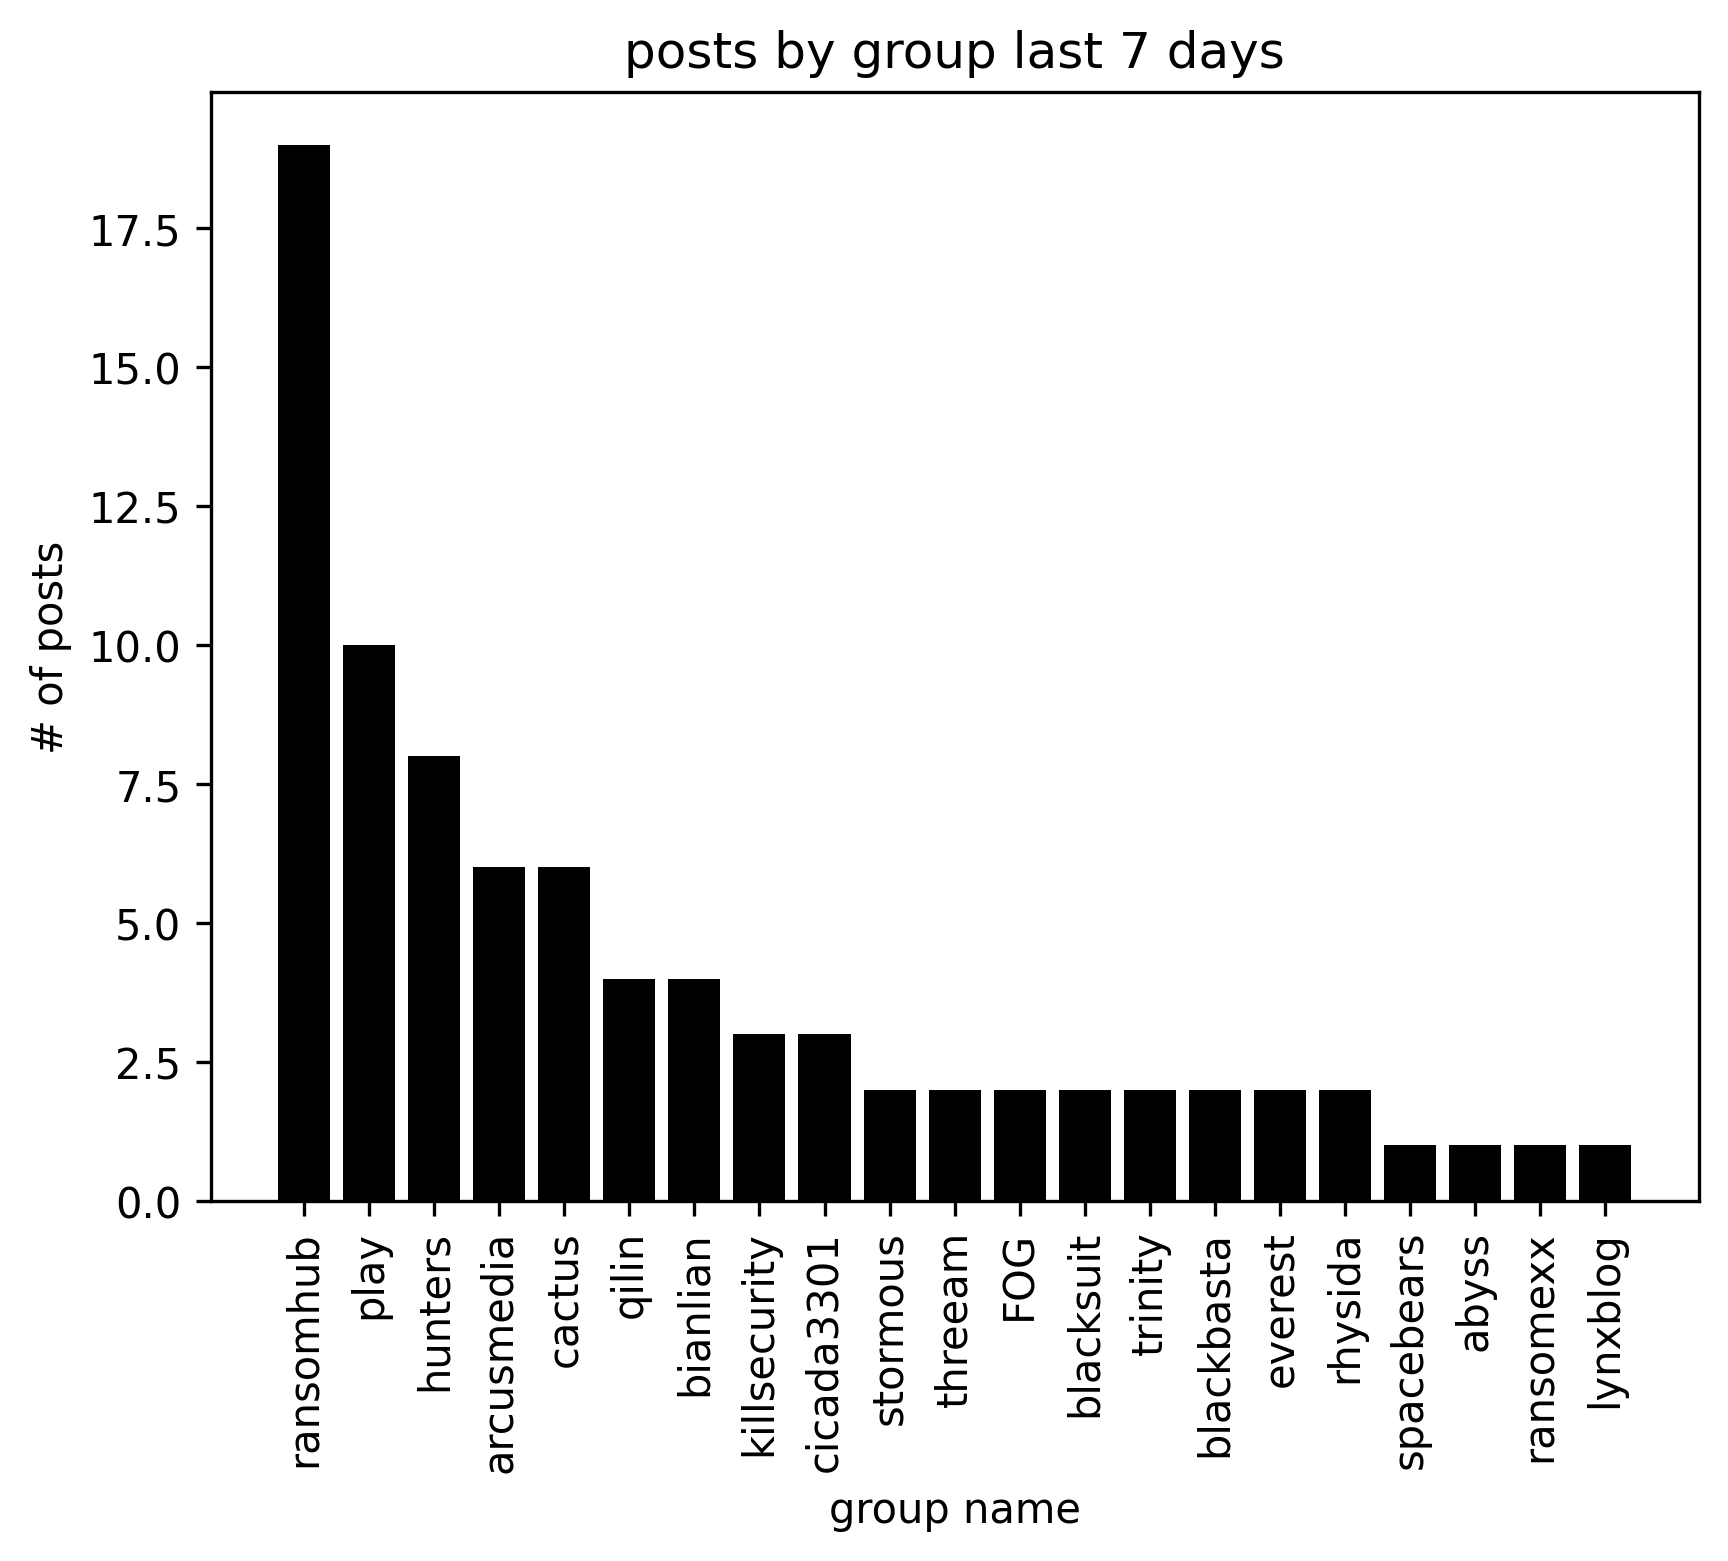 posts by group last 7 days
# of posts
17.5
15.0
12.5
10.0
7.5
5.0
2.5
0.0
ransomhub
play
hunters
arcusmedia
cactus
qilin
bianlian
killsecurity
cicada3301
stormous
threeam
FOG
blacksuit
trinity
blackbasta
everest
rhysida
spacebears
abyss
ransomexx
lynxblog
group name